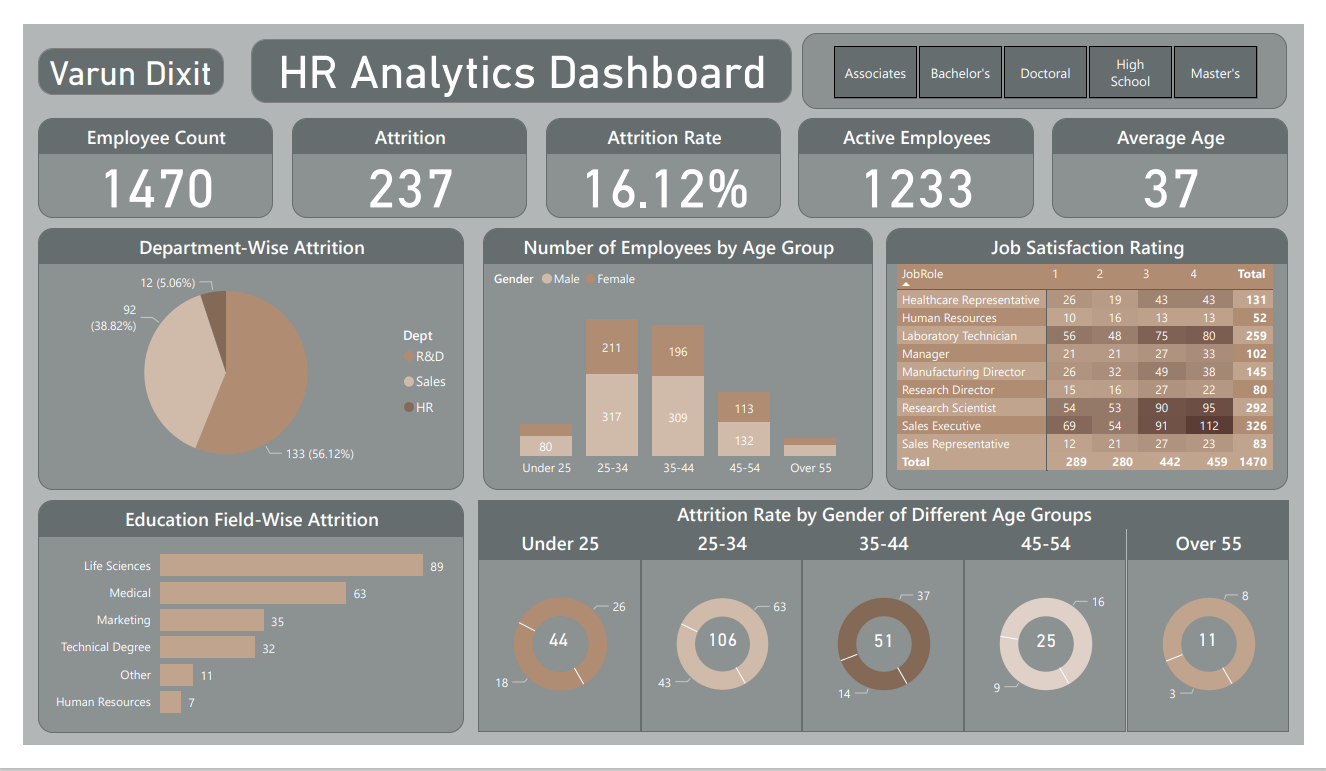 Varun Dixit
HR Analytics Dashboard
Associates
Bachelor's
Doctoral
High
School
Master's
Employee Count
1470
Attrition
237
Attrition Rate
16.12%
Active Employees
1233
Average Age
37
Department-Wise Attrition
12 (5.06%)
92
(38.82%)
133 (56.12%)
Dept
R&D
Sales
HR
Number of Employees by Age Group
Gender Male Female
211
196
317
309
113
132
80
Under 25 25-34 35-44 45-54 Over 55
Job Satisfaction Rating
JobRole 1 2 3 4 Total
Healthcare Representative 26 19 43 43 131
Human Resources 10 16 13 13 52
Laboratory Technician 56 48 75 80 259
Manager 21 21 27 33 102
Manufacturing Director 26 32 49 38 145
Research Director 15 16 27 22 80
Research Scientist 54 53 90 95 292
Sales Executive 69 54 91 112 326
Sales Representative 12 21 27 23 83
Total 289 280 442 459 1470
Education Field-Wise Attrition
Life Sciences 89
Medical 63
Marketing 35
Technical Degree 32
Other 11
Human Resources 7
Attrition Rate by Gender of Different Age Groups
Under 25
26
44
18
25-34
63
106
43
35-44
37
51
14
45-54
16
25
9
Over 55
8
11
3